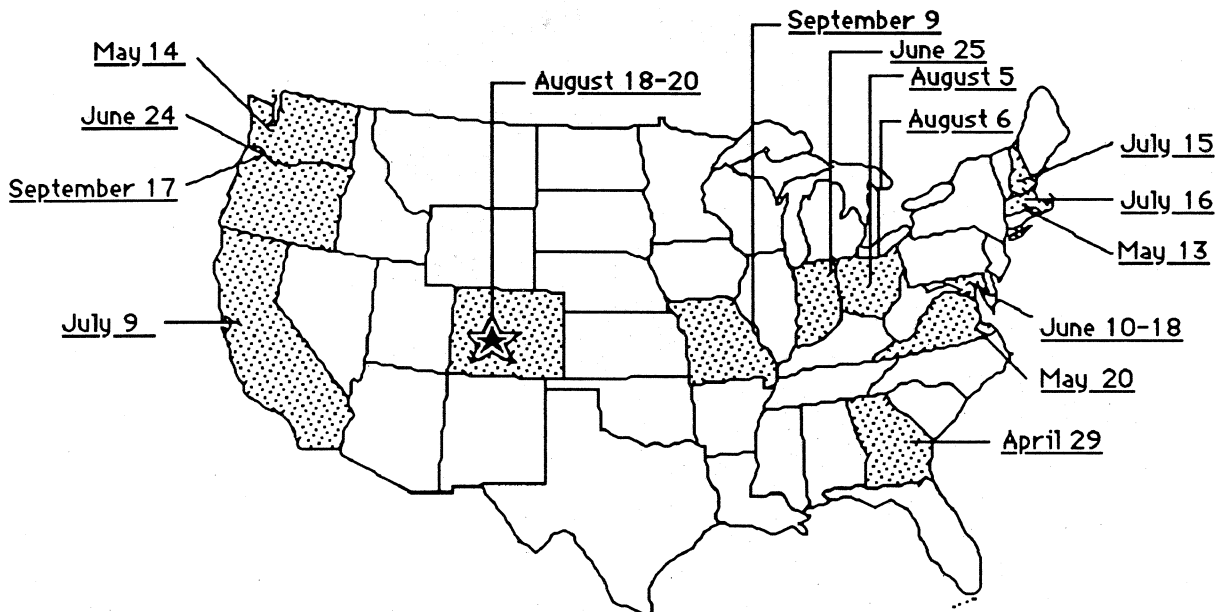 September 9
May 14
June 25
August 18-20
August 5
June 24
August 6
July 15
September 17
July 16
May 13
July 9
June 10-18
May 20
April 29